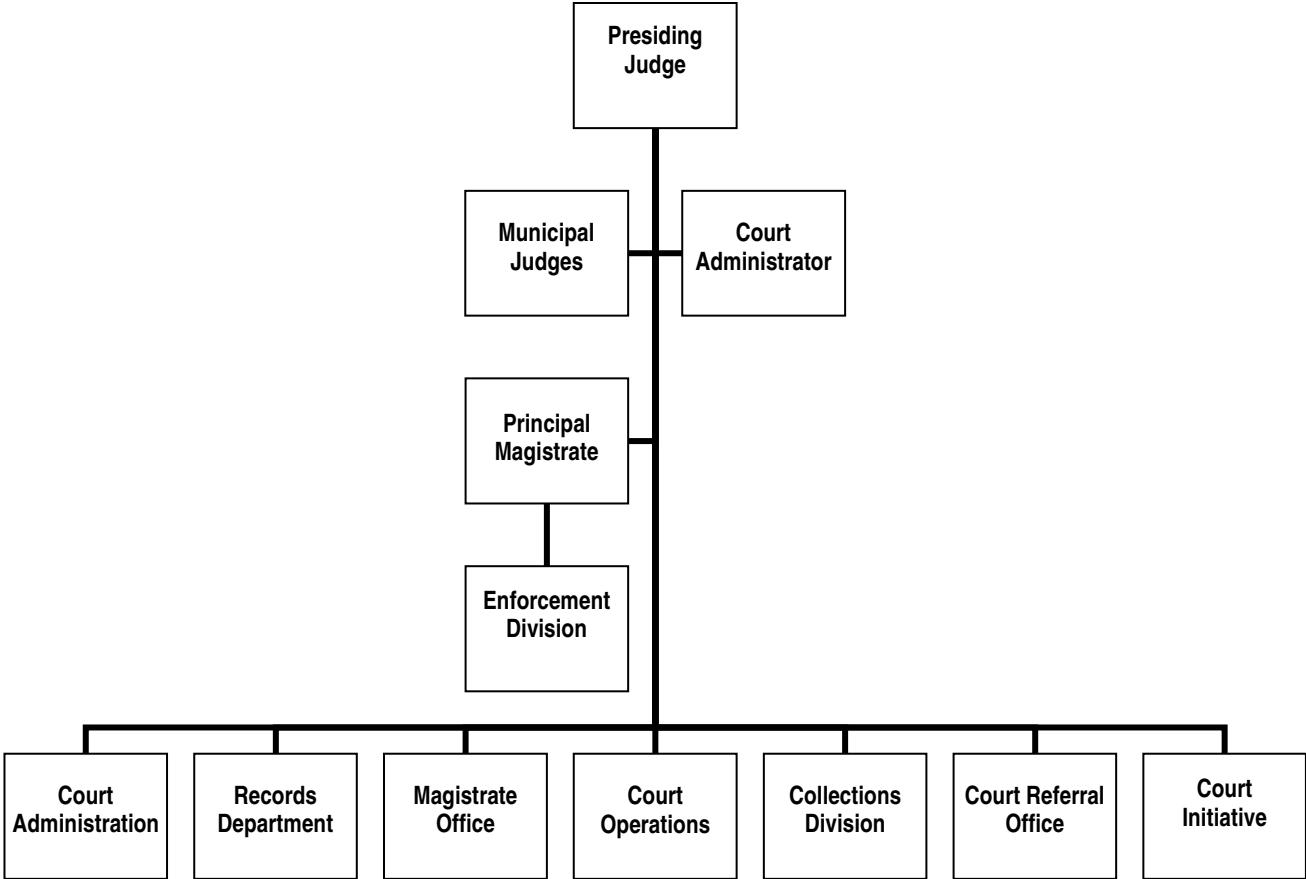 Presiding
Judge
Municipal
Judges
Court
Administrator
Principal
Magistrate
Enforcement
Division
Court
Administration
Records
Department
Magistrate
Office
Court
Operations
Collections
Division
Court Referral
Office
Court
Initiative